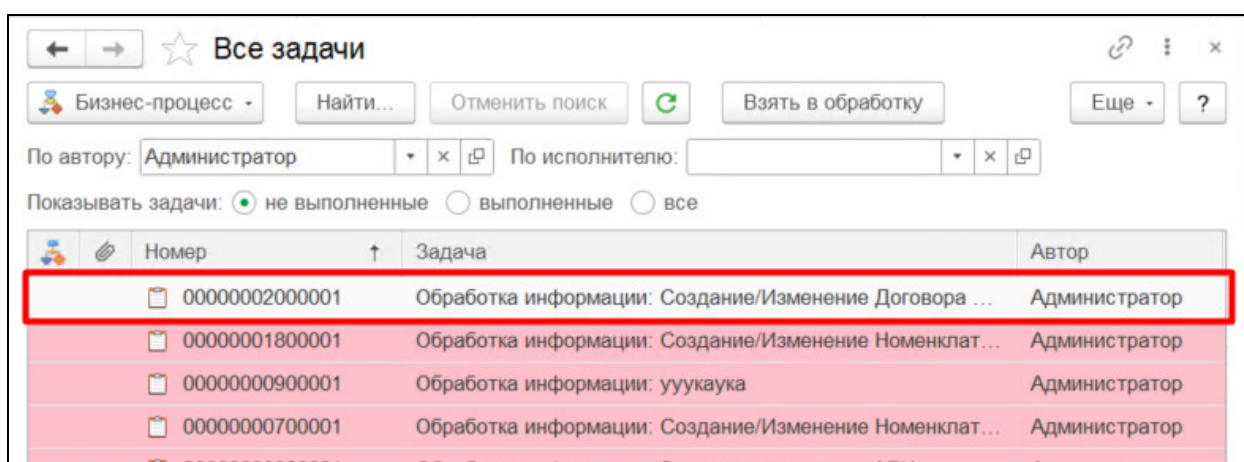 Все задачи
Бизнес-процесс Найти... Отменить поиск Взять в обработку Еще ?
По автору: Администратор По исполнителю:
Показывать задачи: не выполненные выполненные все
Номер Задача Автор
00000002000001 Обработка информации: Создание/Изменение Договора ... Администратор
00000001800001 Обработка информации: Создание/Изменение Номенклат... Администратор
00000000900001 Обработка информации: ууукаука Администратор
00000000700001 Обработка информации: Создание/Изменение Номенклат... Администратор